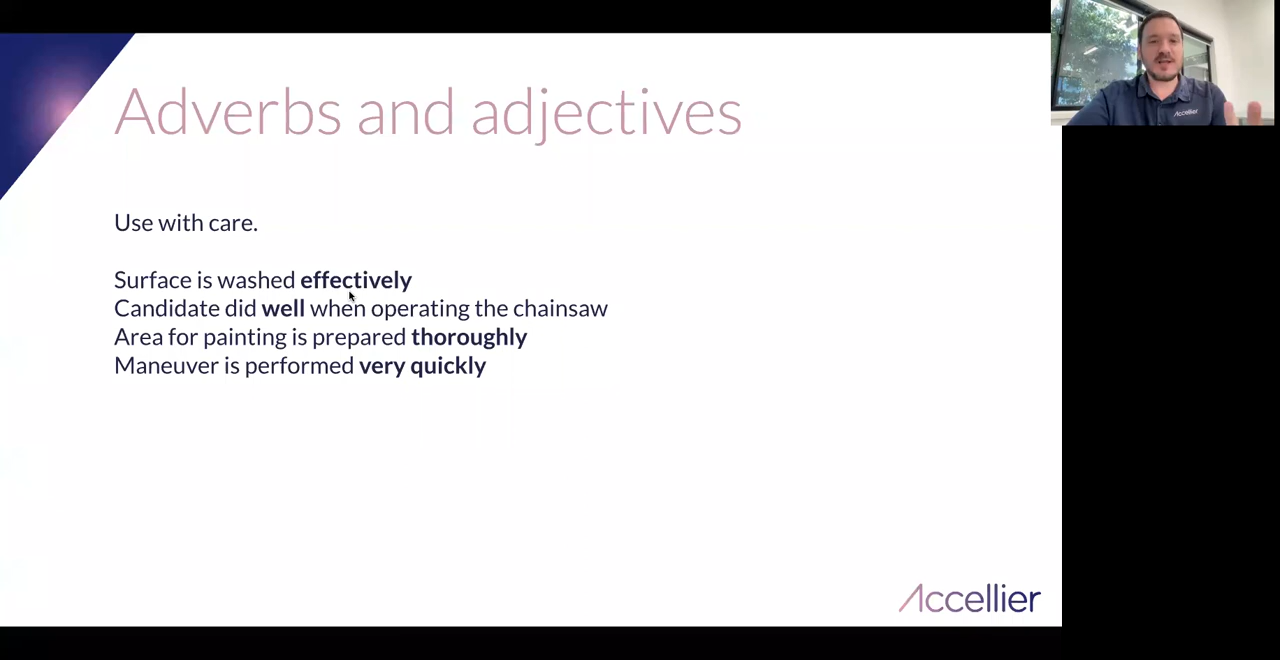 Adverbs and adjectives
Use with care.
Surface is washed effectively
Candidate did well when operating the chainsaw
Area for painting is prepared thoroughly
Maneuver is performed very quickly
Accellier
Accellier